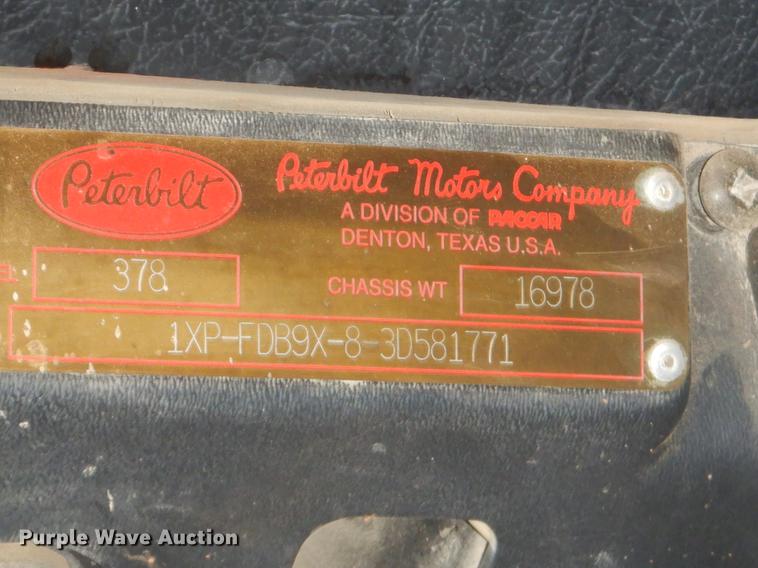 Peterbilt
Peterbilt Motors Company
A DIVISION OF PACCAR
DENTON, TEXAS U.S.A.
EL 378 CHASSIS WT 16978
1XP-FDB9X-8-3D581771
Purple Wave Auction